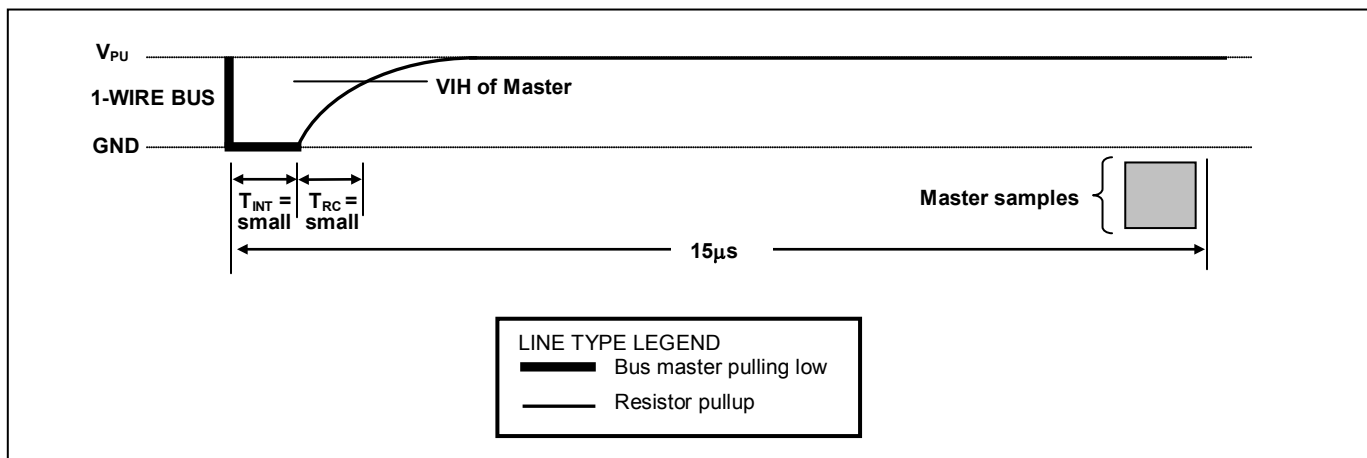 VPU
VIH of Master
1-WIRE BUS
GND
TINT = small
TRC = small
Master samples
15μs
LINE TYPE LEGEND
Bus master pulling low
Resistor pullup